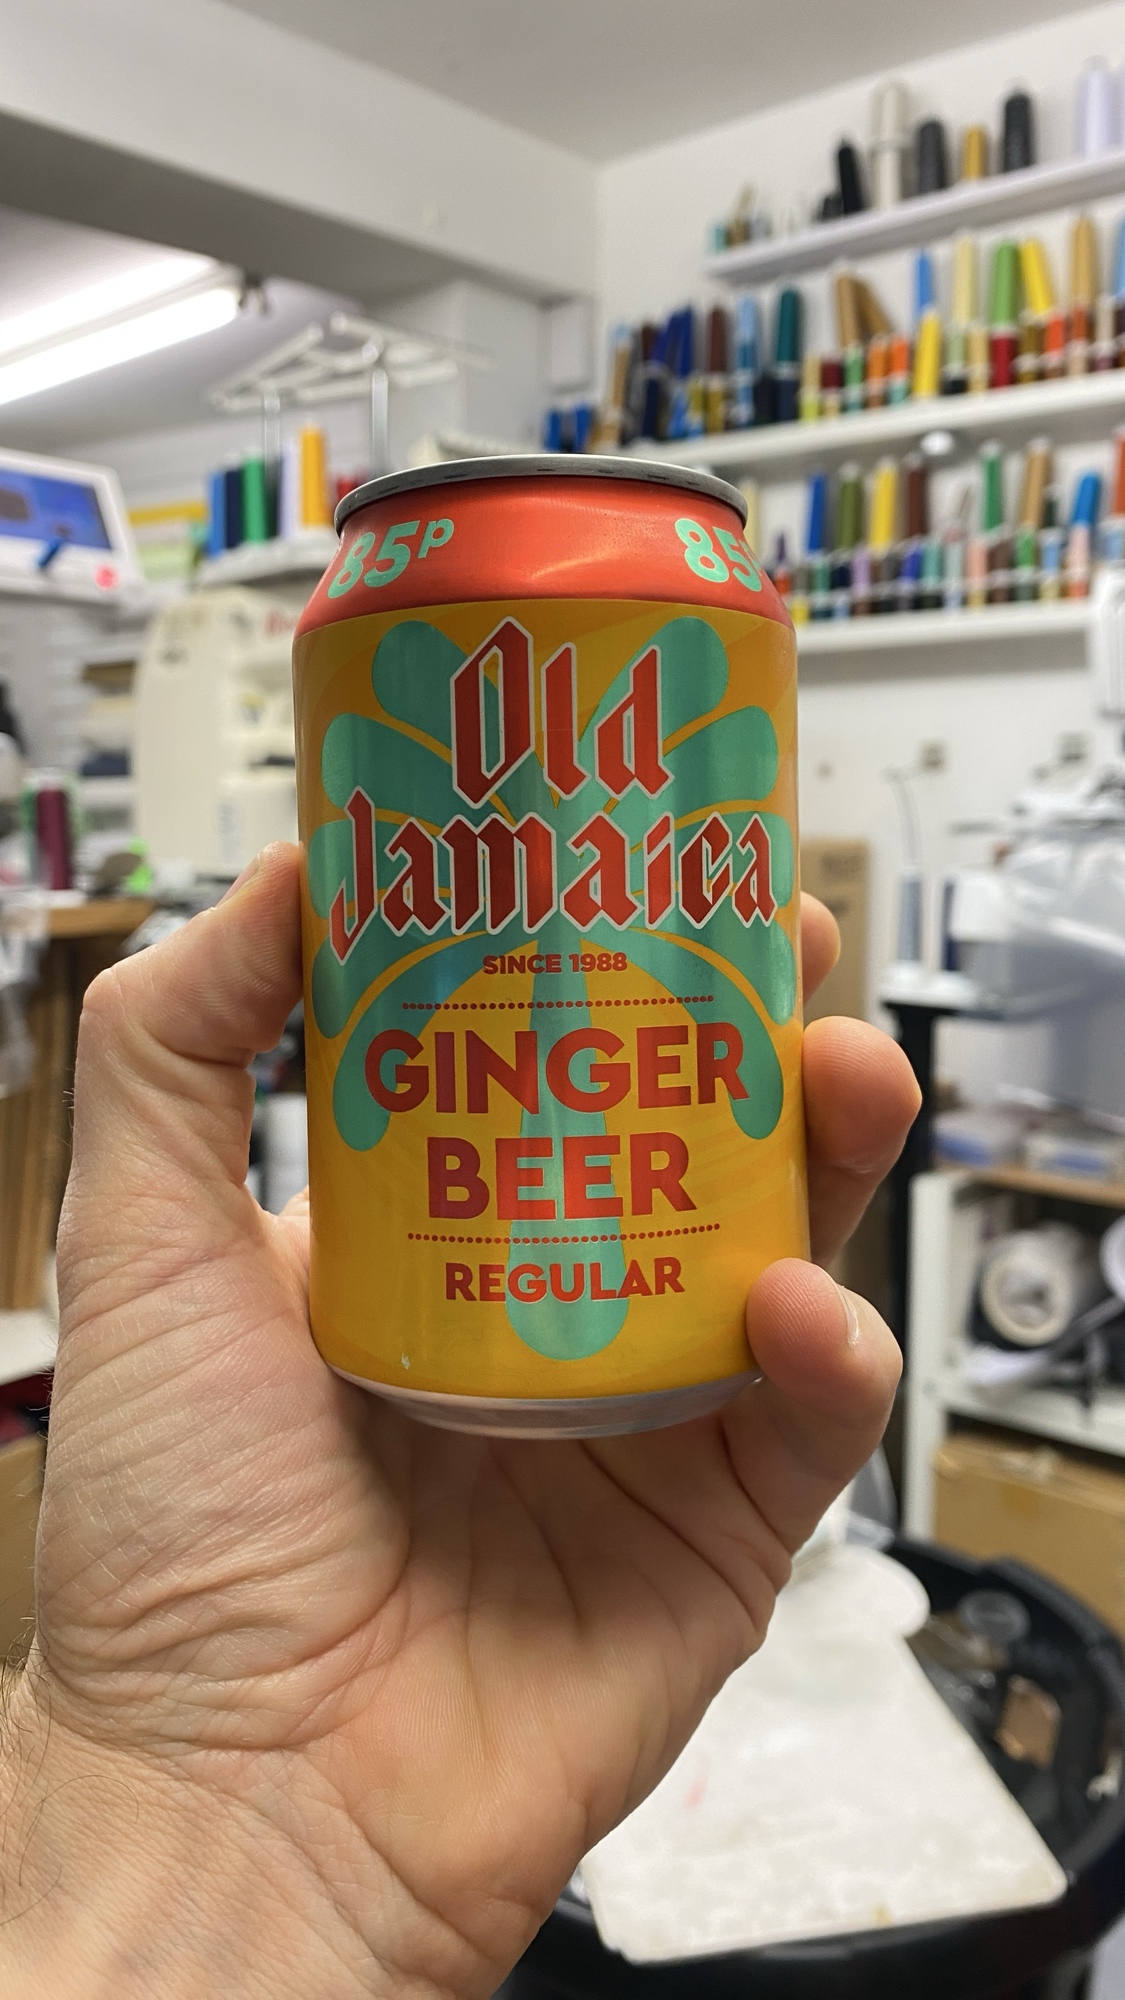 85p 85p
Old
Jamaica
SINCE 1988
GINGER
BEER
REGULAR